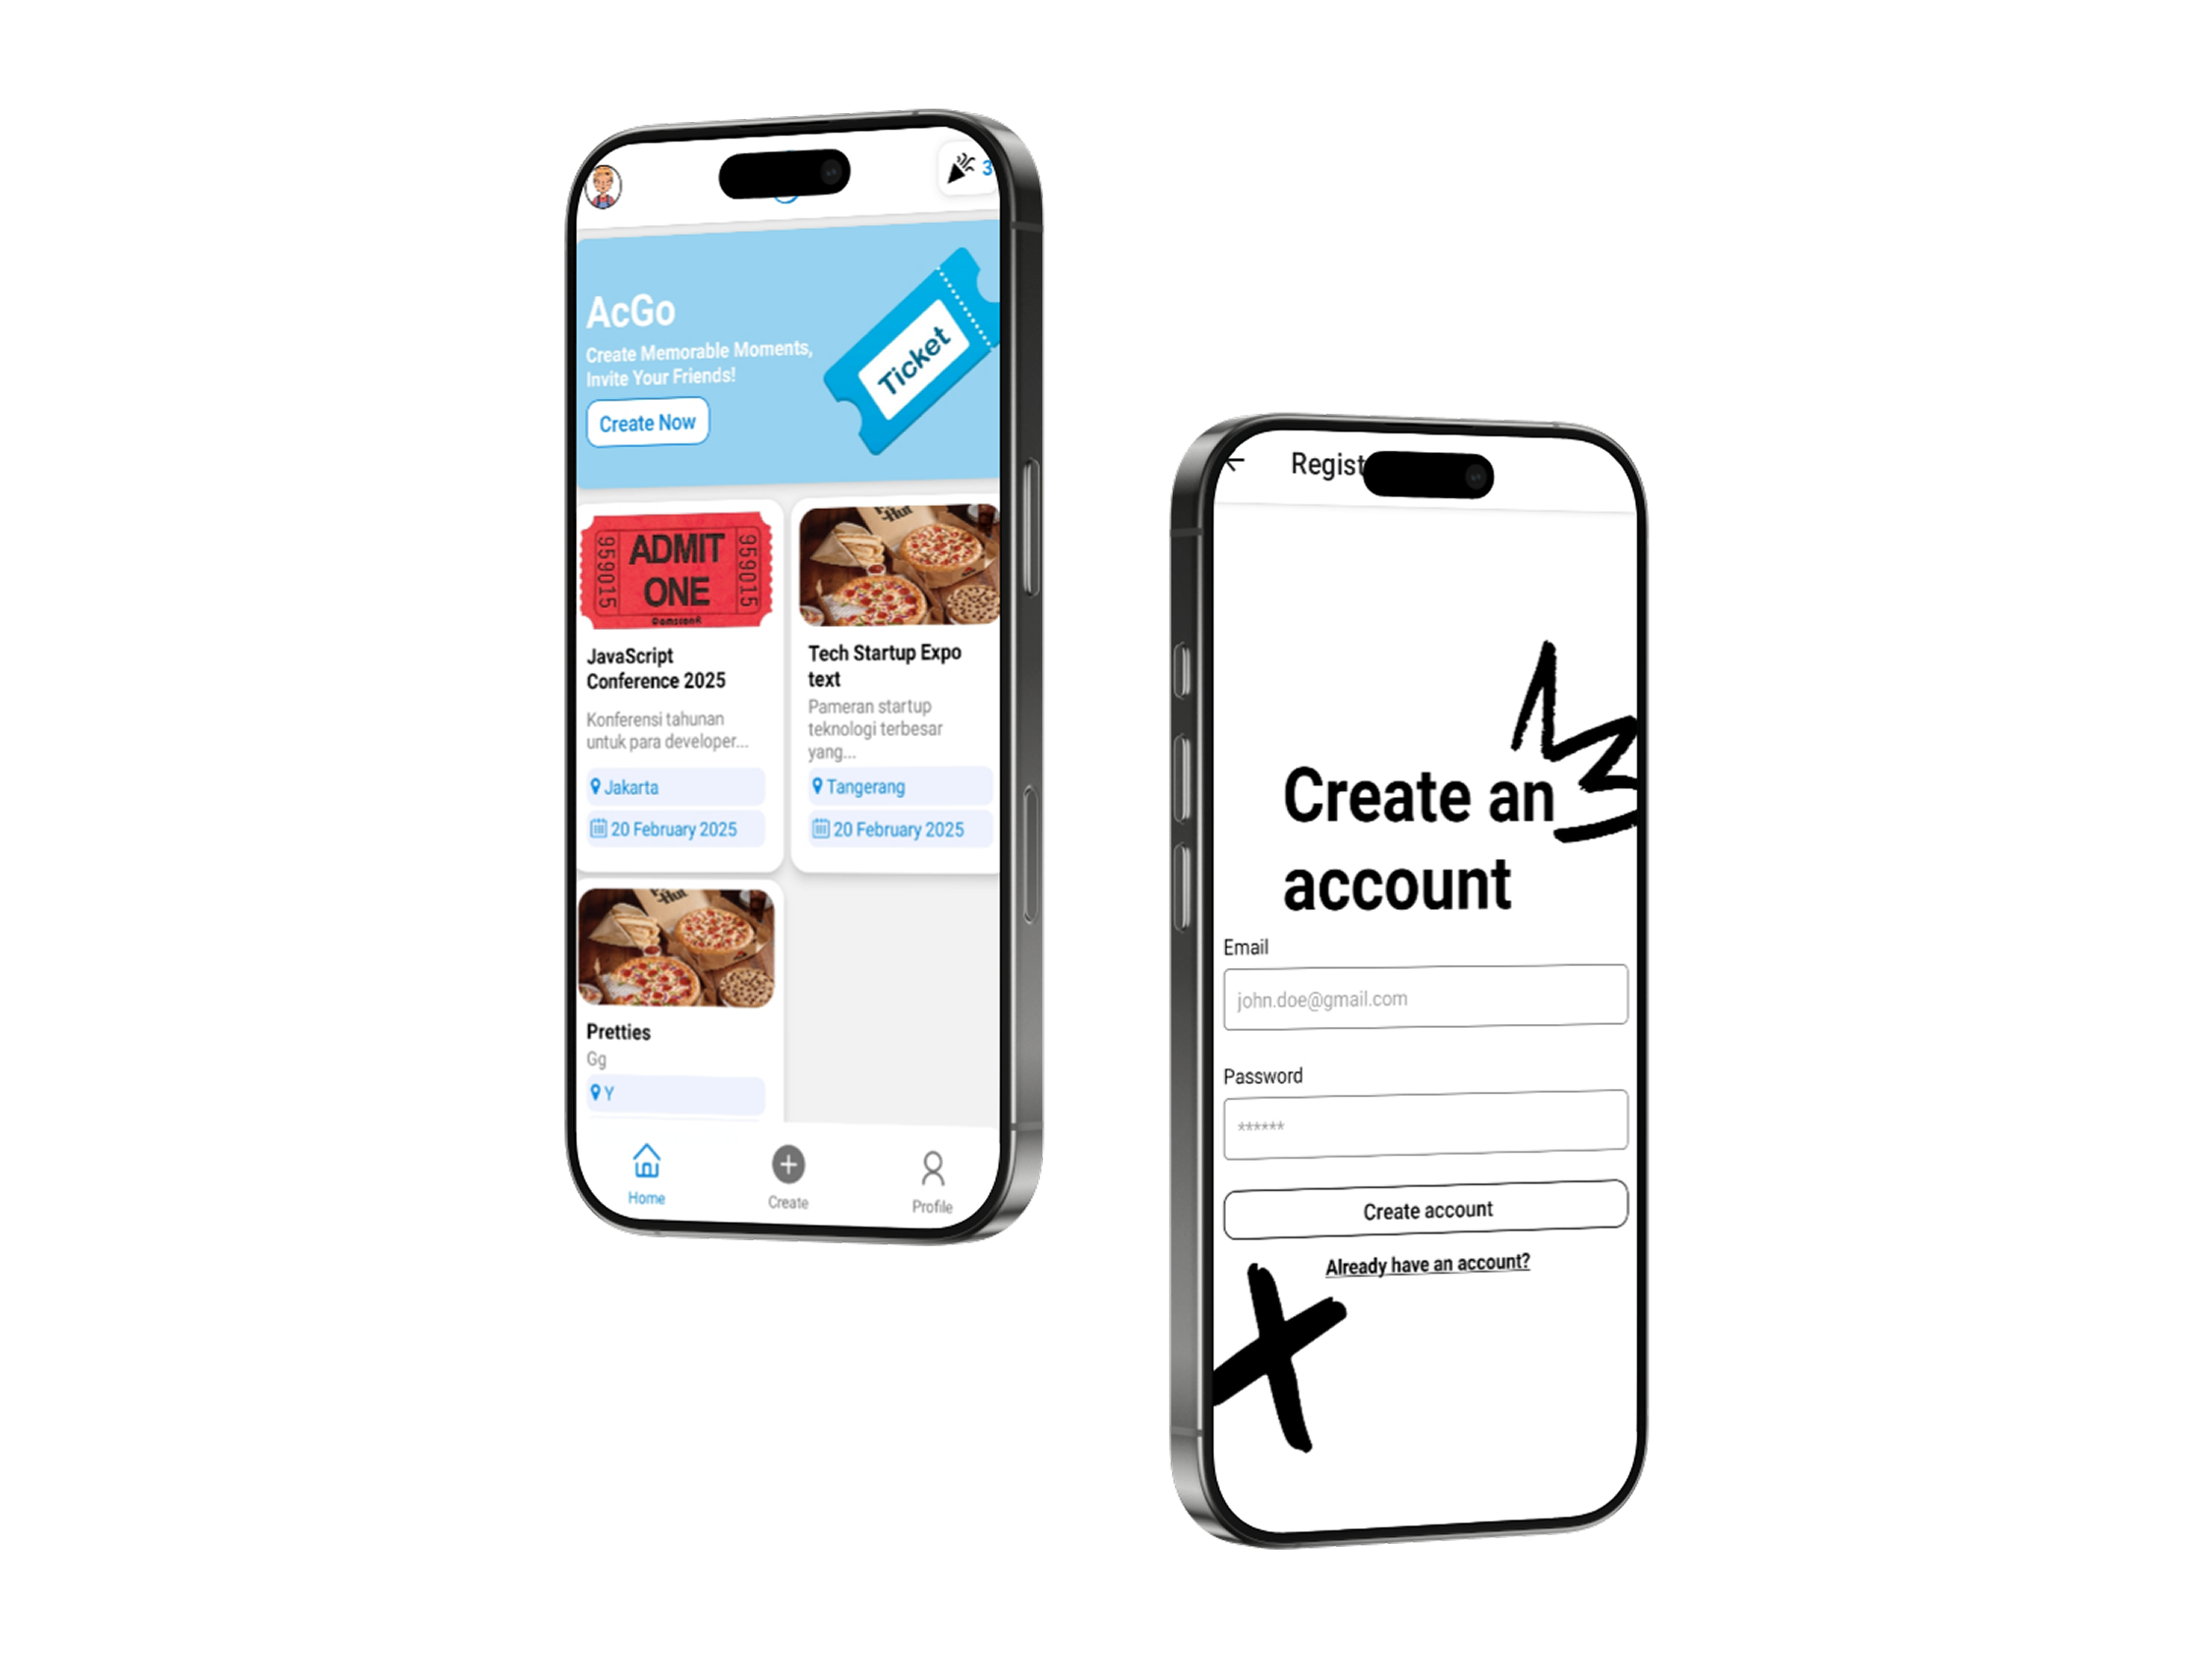 3
AcGo
Create Memorable Moments,
Invite Your Friends!
Create Now
Ticket
959015
ADMIT
ONE
959015
JavaScript
Conference 2025
Konferensi tahunan
untuk para developer...
Jakarta
20 February 2025
Hut
Tech Startup Expo
text
Pameran startup
teknologi terbesar
yang...
Tangerang
20 February 2025
Hut
Pretties
Gg
Y
Home
Create
Profile
Regist
Create an
account
Email
john.doe@gmail.com
Password
******
Create account
Already have an account?